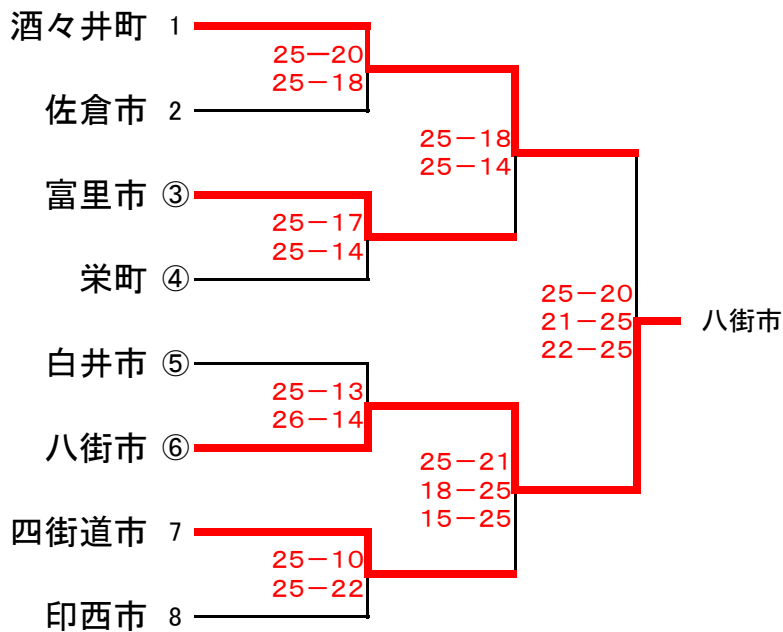 酒々井町 1
25－20
25－18
佐倉市 2
25－18
25－14
富里市 ③
25－17
25－14
栄町 ④
25－20
21－25
22－25
八街市
白井市 ⑤
25－13
26－14
八街市 ⑥
25－21
18－25
15－25
四街道市 7
25－10
25－22
印西市 8